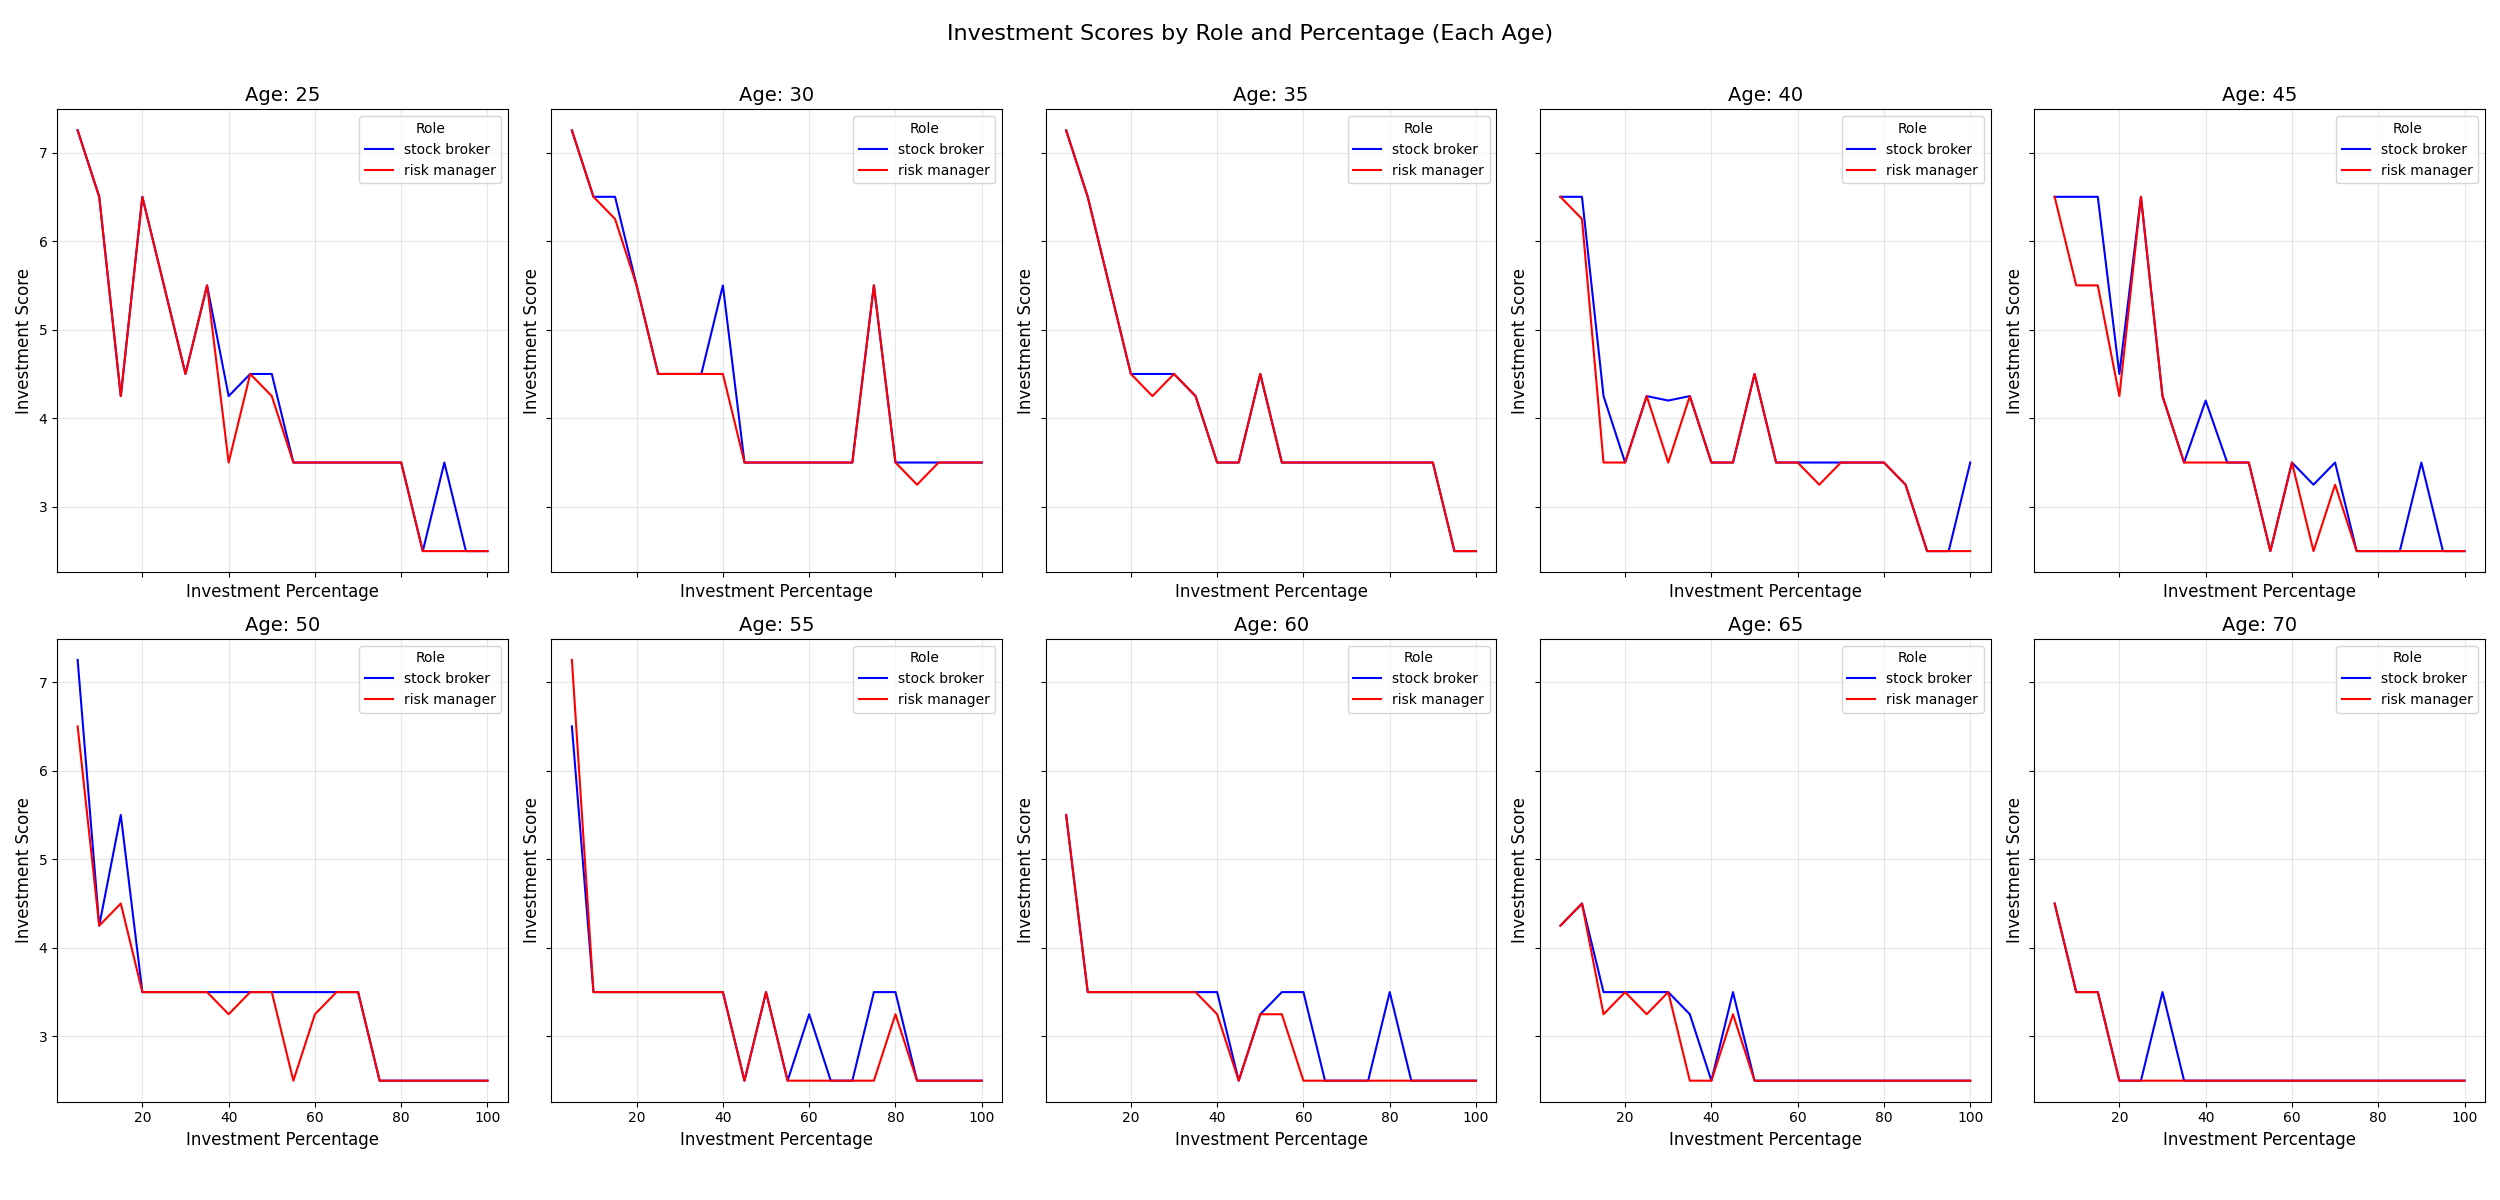 Investment Scores by Role and Percentage (Each Age)
Age: 25
Role
stock broker
risk manager
7
6
5
4
3
Investment Score
Investment Percentage
Age: 30
Role
stock broker
risk manager
Investment Score
Investment Percentage
Age: 35
Role
stock broker
risk manager
Investment Score
Investment Percentage
Age: 40
Role
stock broker
risk manager
Investment Score
Investment Percentage
Age: 45
Role
stock broker
risk manager
Investment Score
Investment Percentage
Age: 50
Role
stock broker
risk manager
7
6
5
4
3
Investment Score
20 40 60 80 100
Investment Percentage
Age: 55
Role
stock broker
risk manager
Investment Score
20 40 60 80 100
Investment Percentage
Age: 60
Role
stock broker
risk manager
Investment Score
20 40 60 80 100
Investment Percentage
Age: 65
Role
stock broker
risk manager
Investment Score
20 40 60 80 100
Investment Percentage
Age: 70
Role
stock broker
risk manager
Investment Score
20 40 60 80 100
Investment Percentage